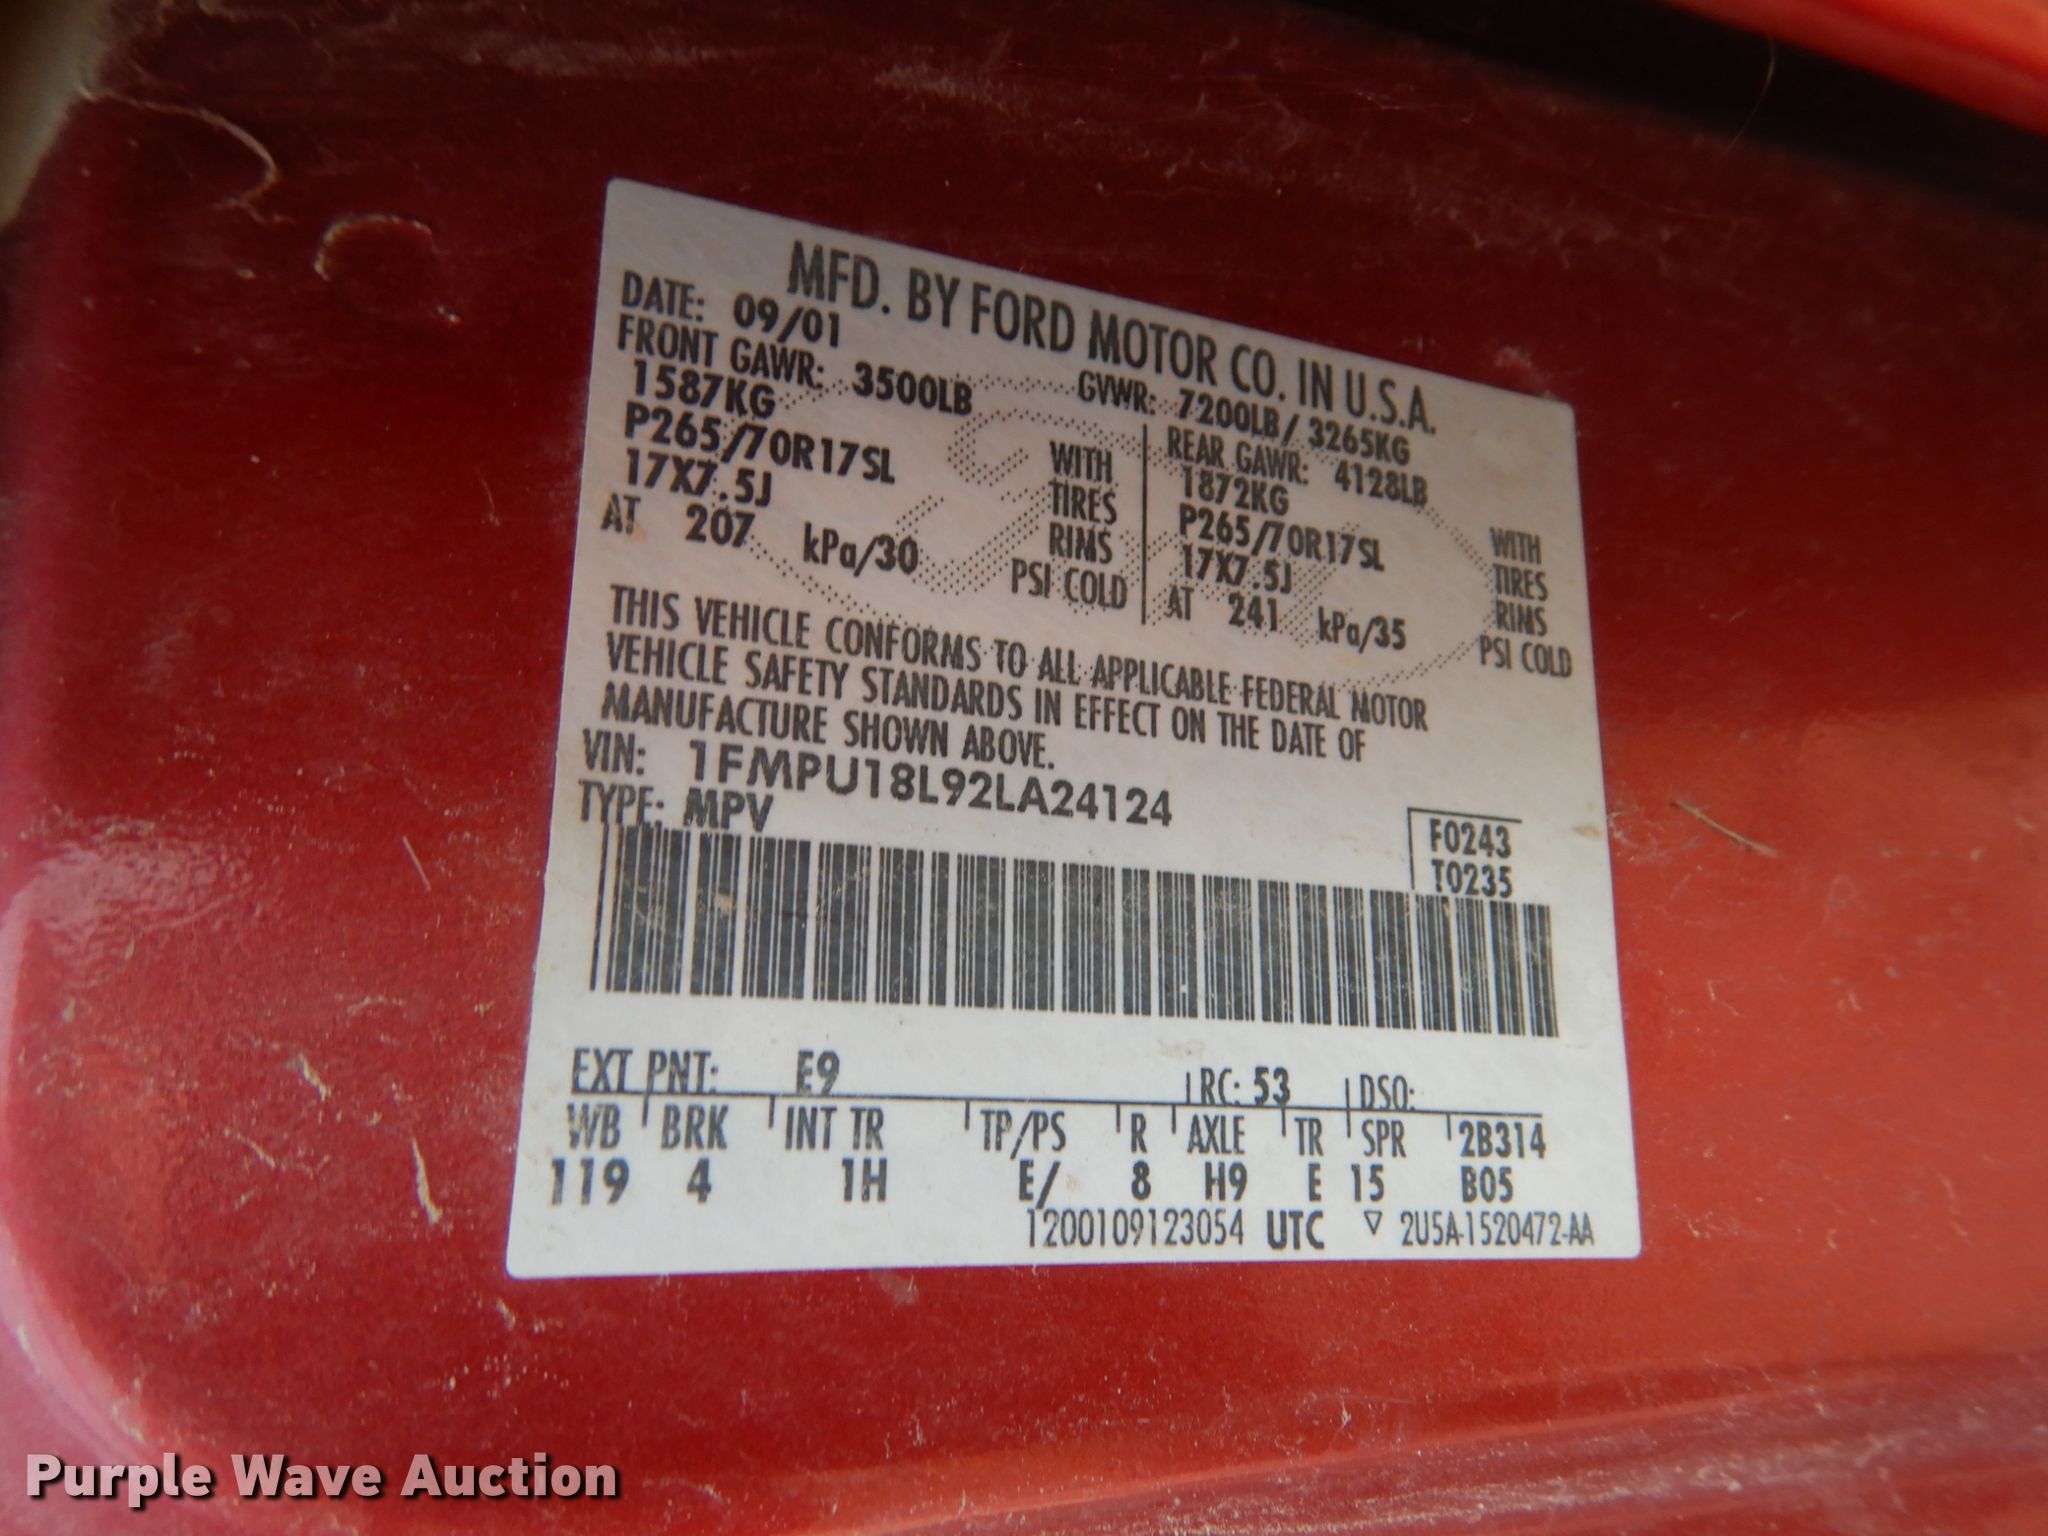 MFD. BY FORD MOTOR CO. IN U.S.A.
DATE: 09/01 GVWR: 7200LB/ 3265KG
FRONT GAWR: 3500LB REAR GAWR: 4128LB
1587KG WITH 1872KG WITH
P265/70R17SL TIRES P265/70R17SL TIRES
17X7.5J RIMS 17X7.5J RIMS
AT 207 kPa/30 PSI COLD AT 241 kPa/35 PSI COLD
THIS VEHICLE CONFORMS TO ALL APPLICABLE FEDERAL MOTOR
VEHICLE SAFETY STANDARDS IN EFFECT ON THE DATE OF
MANUFACTURE SHOWN ABOVE.
VIN: 1FMPU18L92LA24124
TYPE: MPV
F0243
T0235
EXT PNT: E9 RC: 53 DSO:
WB BRK INT TR TP/PS R AXLE TR SPR 2B314
119 4 1H E/ 8 H9 E 15 B05
1200109123054 UTC ▽ 2U5A-1520472-AA
Purple Wave Auction